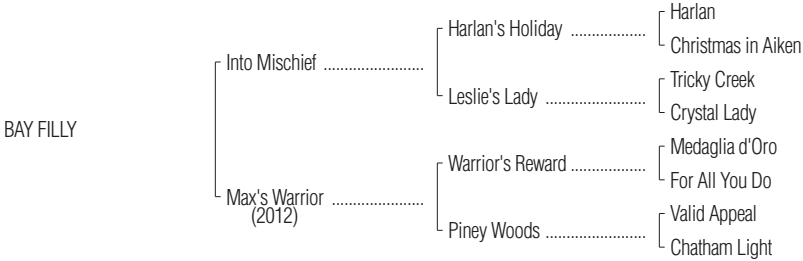 Harlan
Harlan's Holiday ..................
Christmas in Aiken
Into Mischief ........................
Tricky Creek
Leslie's Lady ........................
Crystal Lady
BAY FILLY
Medaglia d'Oro
Warrior's Reward ..................
For All You Do
Max's Warrior ......................
(2012)
Valid Appeal
Piney Woods ........................
Chatham Light